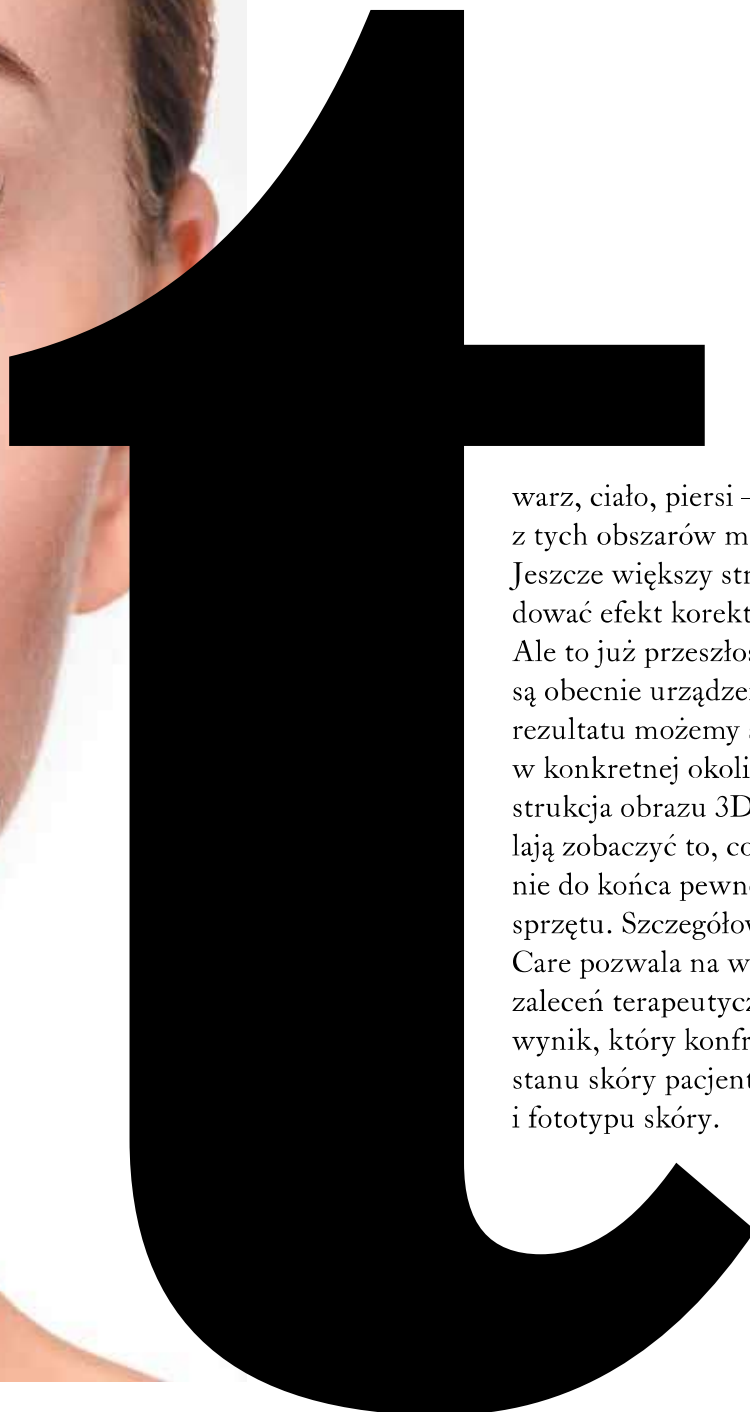 t
warz, ciało, piersi –
z tych obszarów m
Jeszcze większy str
dować efekt korekt
Ale to już przeszłoś
są obecnie urządze
rezultatu możemy
w konkretnej okoli
strukcja obrazu 3D
lają zobaczyć to, co
nie do końca pewn
sprzętu. Szczegóło
Care pozwala na w
zaleceń terapeutycz
wynik, który konfr
stanu skóry pacjent
i fototypu skóry.